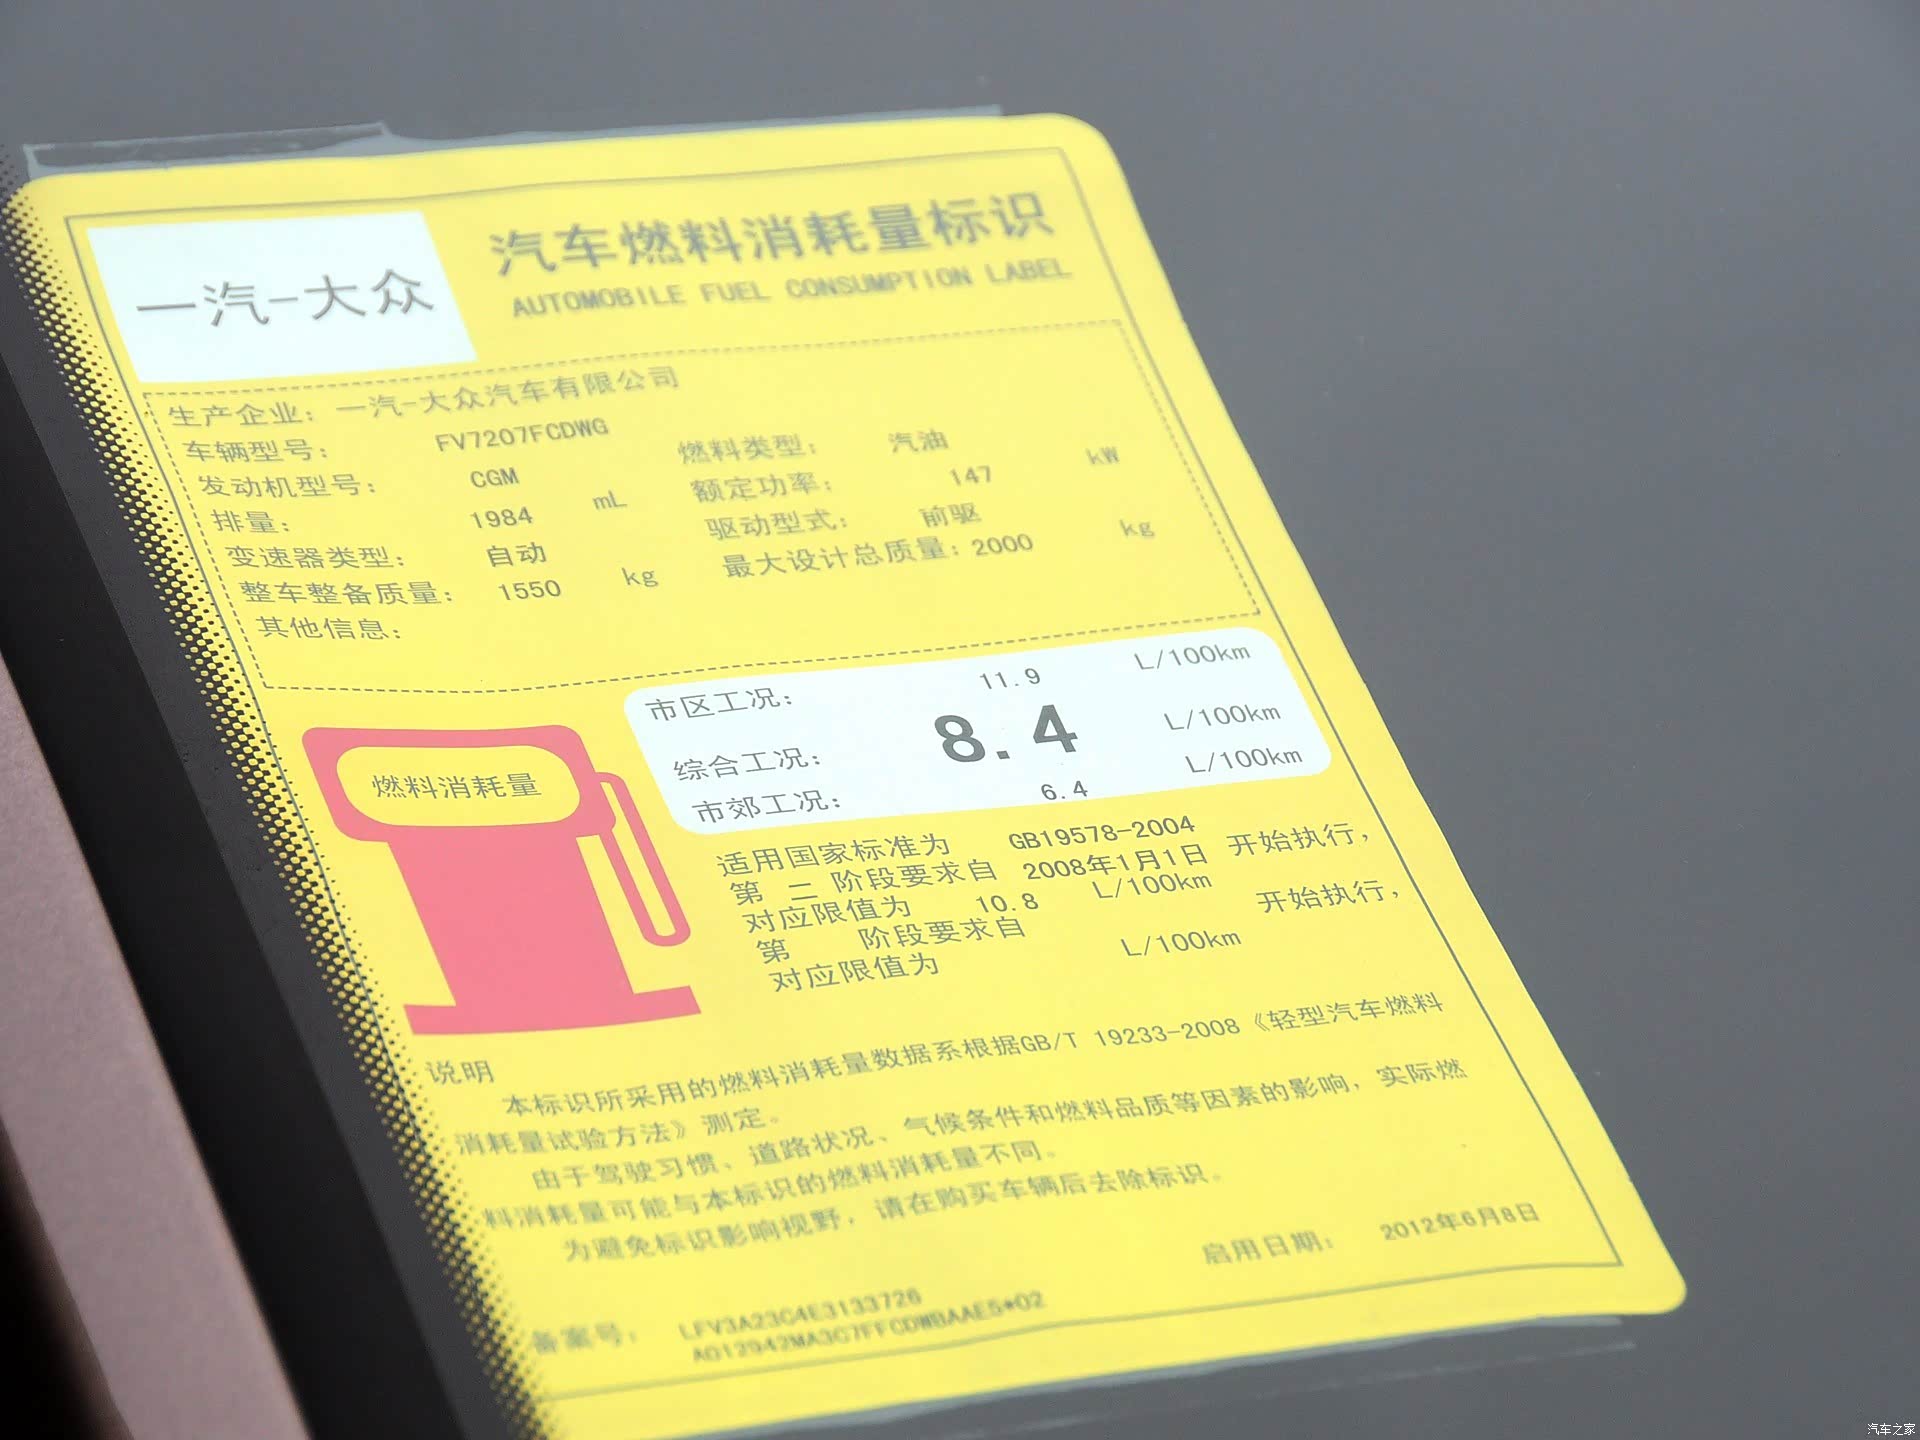 一汽-大众
汽车燃料消耗量标识
AUTOMOBILE FUEL CONSUMPTION LABEL
生产企业: 一汽-大众汽车有限公司
车辆型号: FV7207FCDWG 燃料类型: 汽油
发动机型号: CGM 额定功率: 147 kW
排量: 1984 mL 驱动型式: 前驱
变速器类型: 自动 最大设计总质量: 2000 kg
整车整备质量: 1550 kg
其他信息:
市区工况: 11.9 L/100km
综合工况: 8.4 L/100km
市郊工况: 6.4 L/100km
燃料消耗量
适用国家标准为 GB19578-2004
第 二 阶段要求自 2008年1月1日 开始执行,
对应限值为 10.8 L/100km
第 阶段要求自 开始执行,
对应限值为 L/100km
说明
本标识所采用的燃料消耗量数据系根据GB/T 19233-2008《轻型汽车燃料
消耗量试验方法》测定。
由于驾驶习惯、道路状况、气候条件和燃料品质等因素的影响, 实际燃
料消耗量可能与本标识的燃料消耗量不同。
为避免标识影响视野, 请在购买车辆后去除标识。
启用日期: 2012年6月8日
备案号: LFV3A23C4E3133726
A012942MA3C7FFCDWBAAE5*02
汽车之家